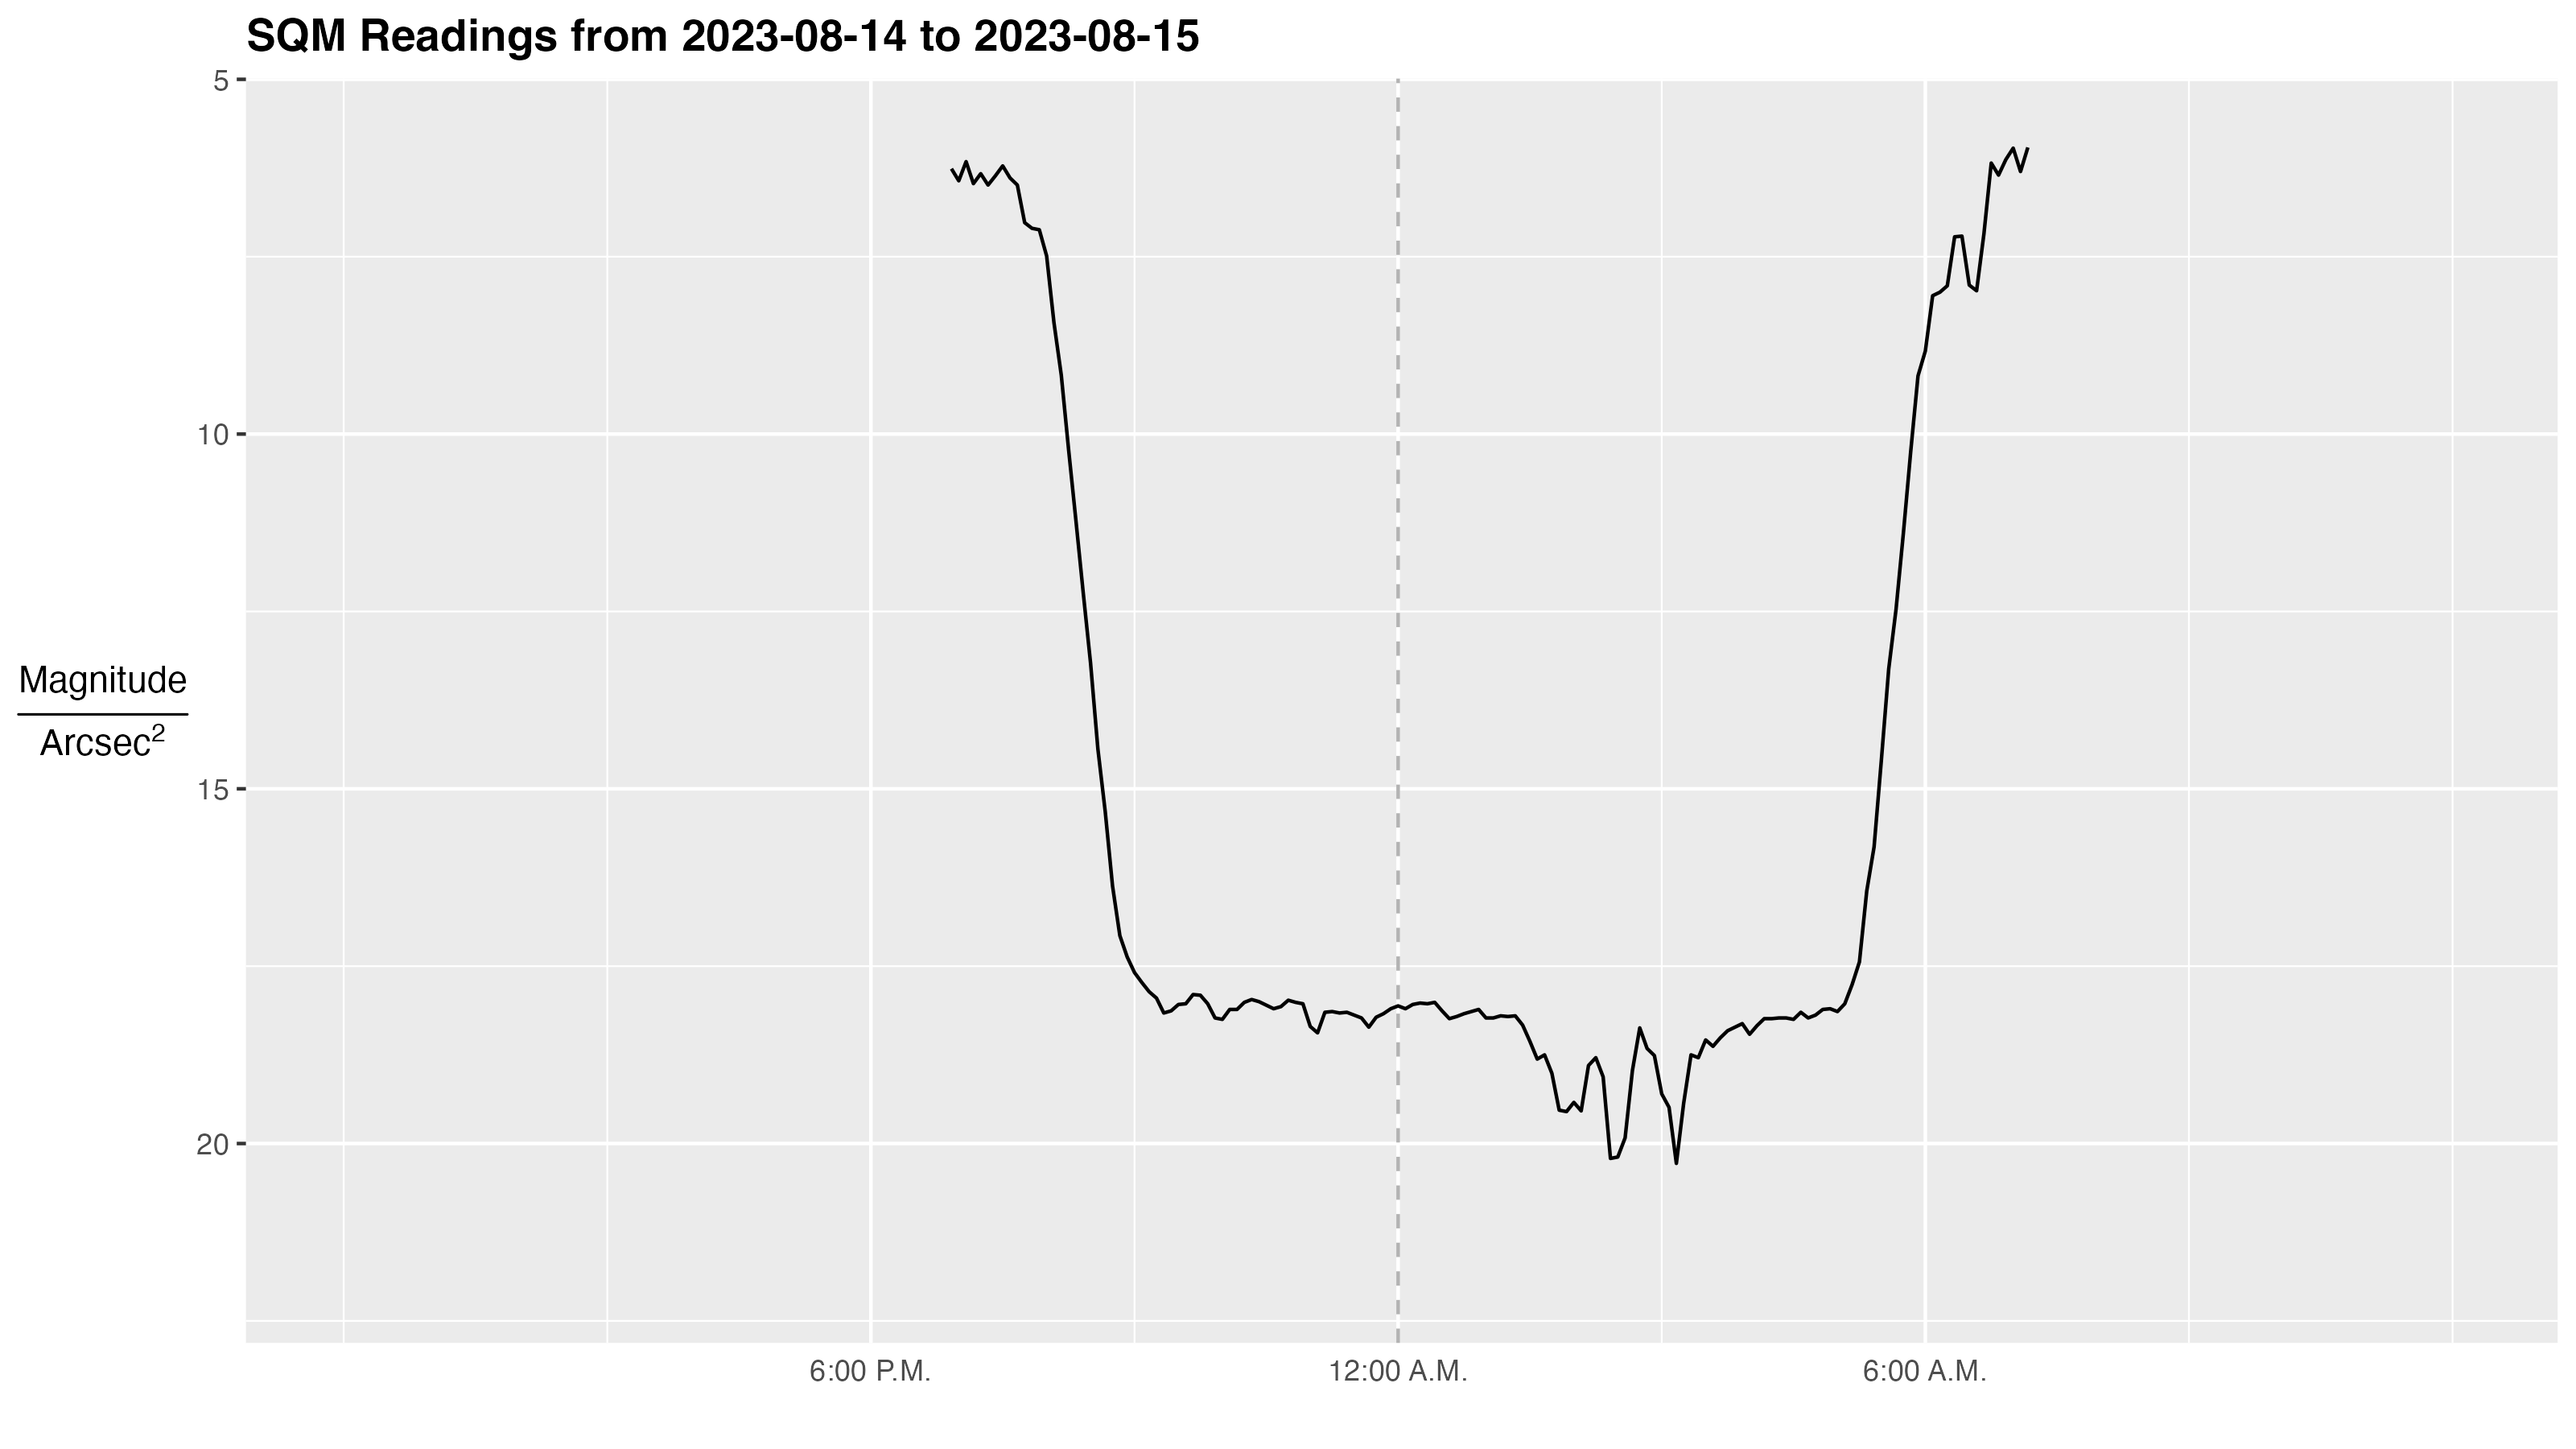 SQM Readings from 2023-08-14 to 2023-08-15
5
10
15
20
Magnitude
Arcsec²
6:00 P.M.
12:00 A.M.
6:00 A.M.